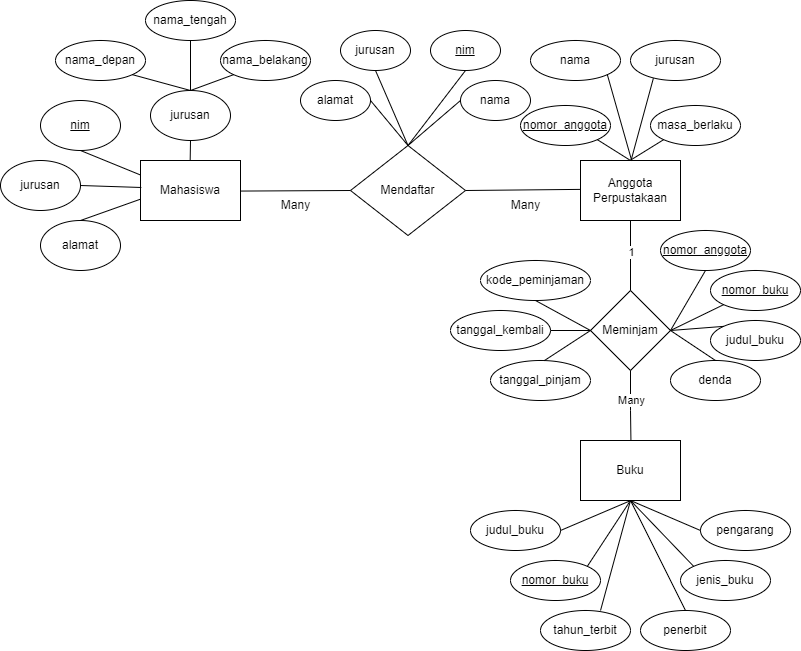 nama_tengah
nama_depan
nama_belakang
jurusan
nim
jurusan
alamat
Mahasiswa
Many
jurusan
nim
alamat
nama
Mendaftar
Many
nama
jurusan
nomor_anggota
masa_berlaku
Anggota
Perpustakaan
1
kode_peminjaman
tanggal_kembali
tanggal_pinjam
Meminjam
nomor_anggota
nomor_buku
judul_buku
denda
Many
Buku
judul_buku
pengarang
nomor_buku
jenis_buku
tahun_terbit
penerbit